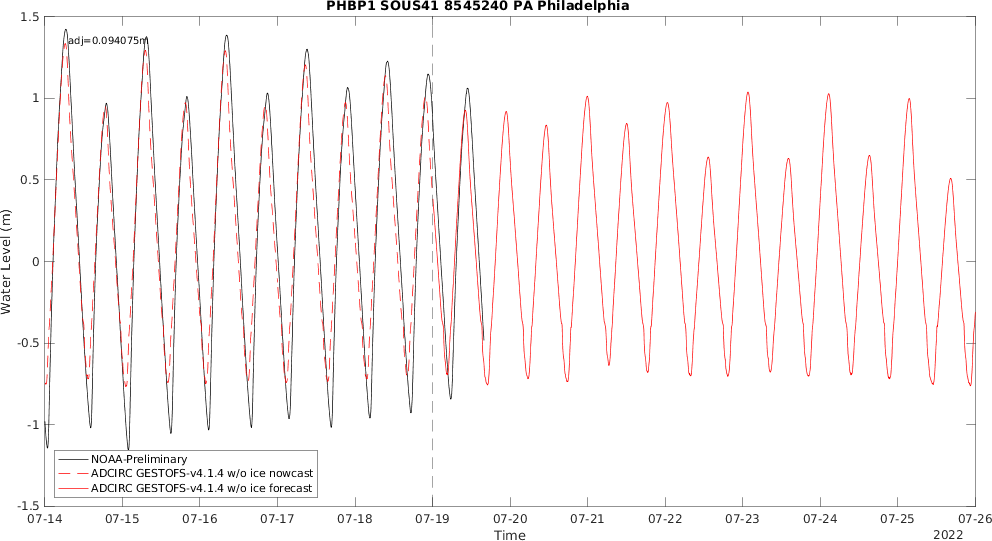 PHBP1 SOUS41 8545240 PA Philadelphia
adj=0.094075m
Water Level (m)
1.5
1
0.5
0
-0.5
-1
-1.5
NOAA-Preliminary
ADCIRC GESTOFS-v4.1.4 w/o ice nowcast
ADCIRC GESTOFS-v4.1.4 w/o ice forecast
07-14 07-15 07-16 07-17 07-18 07-19 07-20 07-21 07-22 07-23 07-24 07-25 07-26
Time
2022